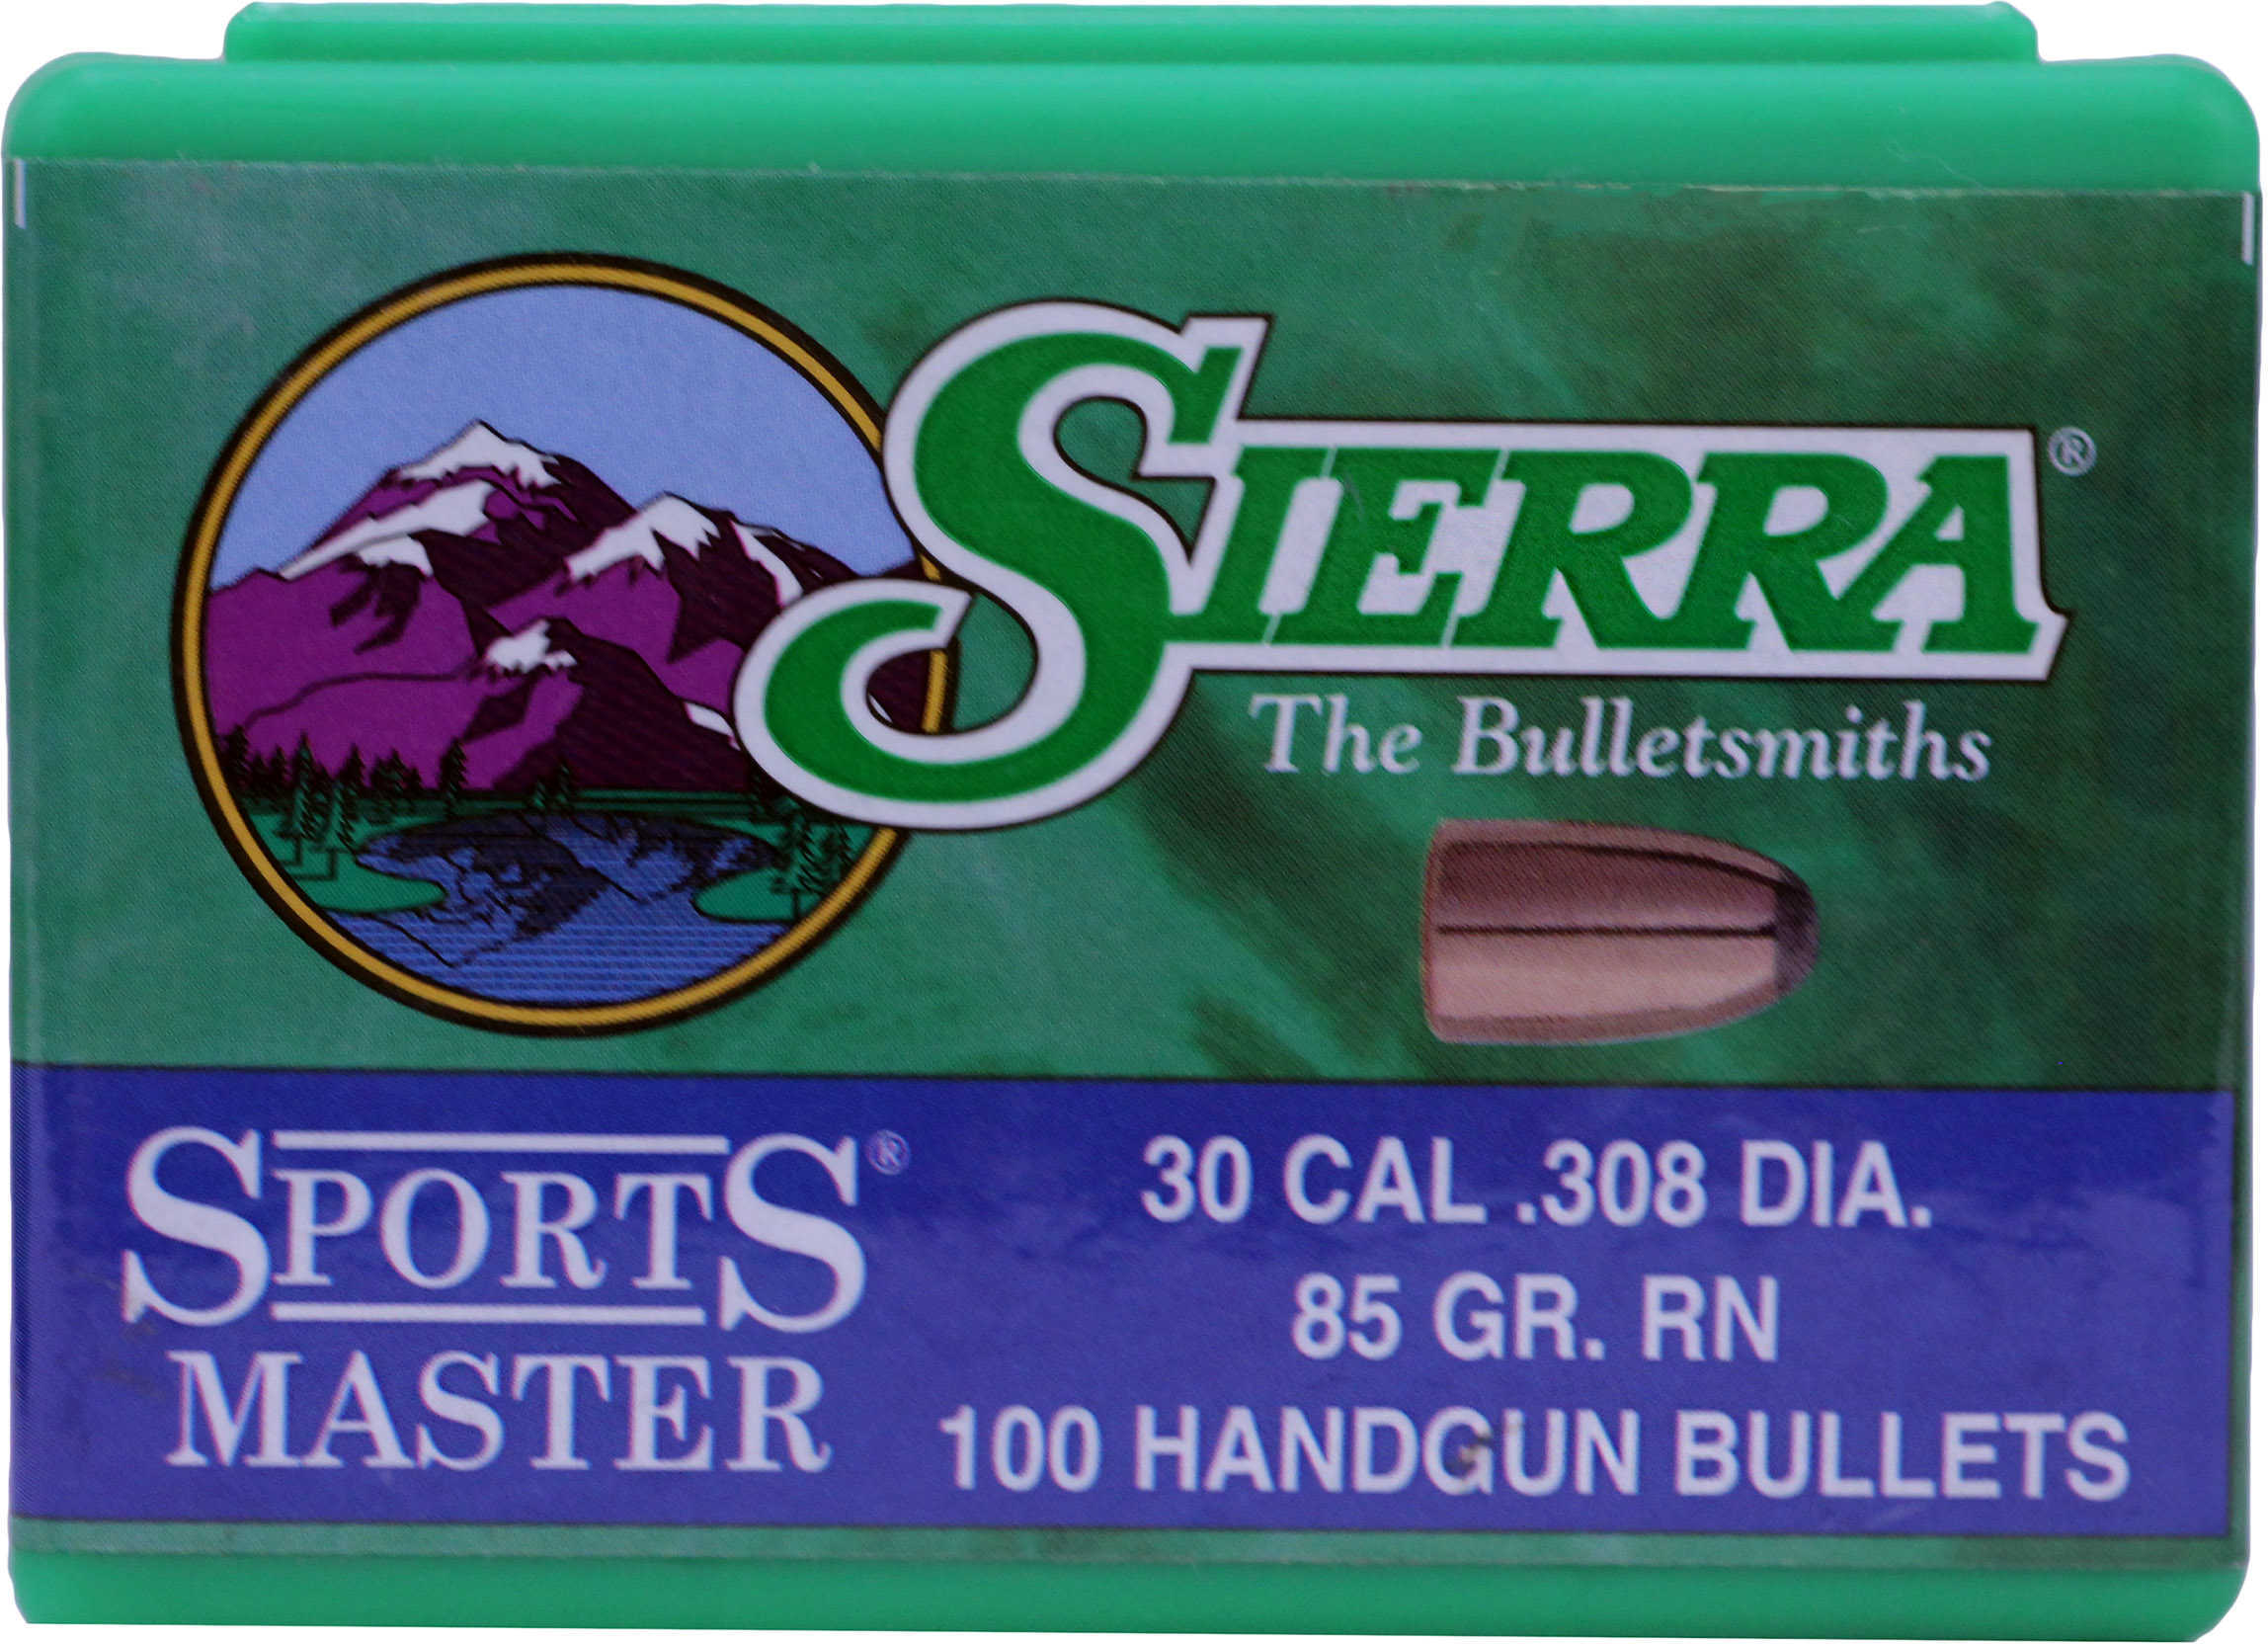 SIERRA®
The Bulletsmiths
SPORTS®
MASTER
30 CAL .308 DIA.
85 GR. RN
100 HANDGUN BULLETS